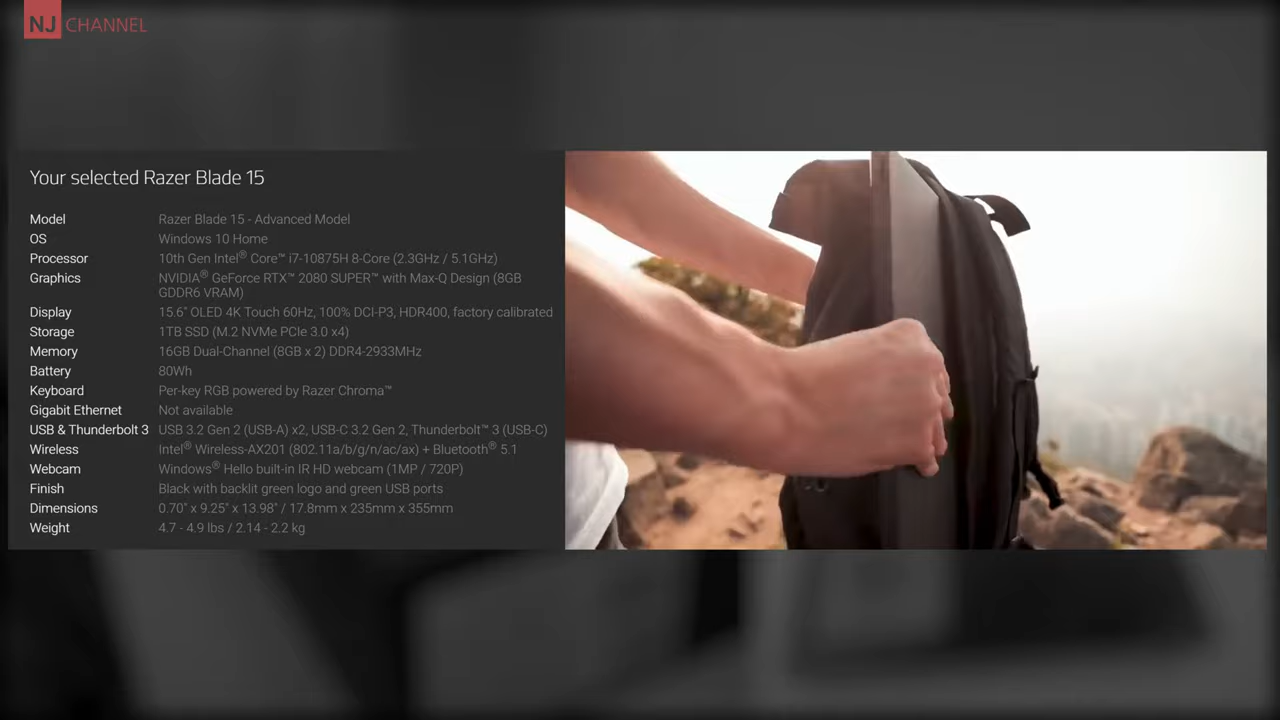 NJ CHANNEL
Your selected Razer Blade 15
Model Razer Blade 15 - Advanced Model
OS Windows 10 Home
Processor 10th Gen Intel® Core™ i7-10875H 8-Core (2.3GHz / 5.1GHz)
Graphics NVIDIA® GeForce RTX™ 2080 SUPER™ with Max-Q Design (8GB
GDDR6 VRAM)
Display 15.6" OLED 4K Touch 60Hz, 100% DCI-P3, HDR400, factory calibrated
Storage 1TB SSD (M.2 NVMe PCIe 3.0 x4)
Memory 16GB Dual-Channel (8GB x 2) DDR4-2933MHz
Battery 80Wh
Keyboard Per-key RGB powered by Razer Chroma™
Gigabit Ethernet Not available
USB & Thunderbolt 3 USB 3.2 Gen 2 (USB-A) x2, USB-C 3.2 Gen 2, Thunderbolt™ 3 (USB-C)
Wireless Intel® Wireless-AX201 (802.11a/b/g/n/ac/ax) + Bluetooth® 5.1
Webcam Windows® Hello built-in IR HD webcam (1MP / 720P)
Finish Black with backlit green logo and green USB ports
Dimensions 0.70" x 9.25" x 13.98" / 17.8mm x 235mm x 355mm
Weight 4.7 - 4.9 lbs / 2.14 - 2.2 kg